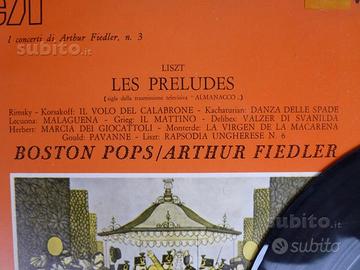 subito.it
I concerti di Arthur Fiedler, n. 3
LISZT
LES PRELUDES
(sigla della trasmissione televisiva "ALMANACCO„)
Rimsky - Korsakoff: IL VOLO DEL CALABRONE - Kachaturian: DANZA DELLE SPADE
Lecuona: MALAGUENA - Grieg: IL MATTINO - Delibes: VALZER DI SVANILDA
Herbert: MARCIA DEI GIOCATTOLI - Monterde: LA VIRGEN DE LA MACARENA
Gould: PAVANNE - Liszt: RAPSODIA UNGHERESE N. 6
BOSTON POPS/ARTHUR FIEDLER
subito.it